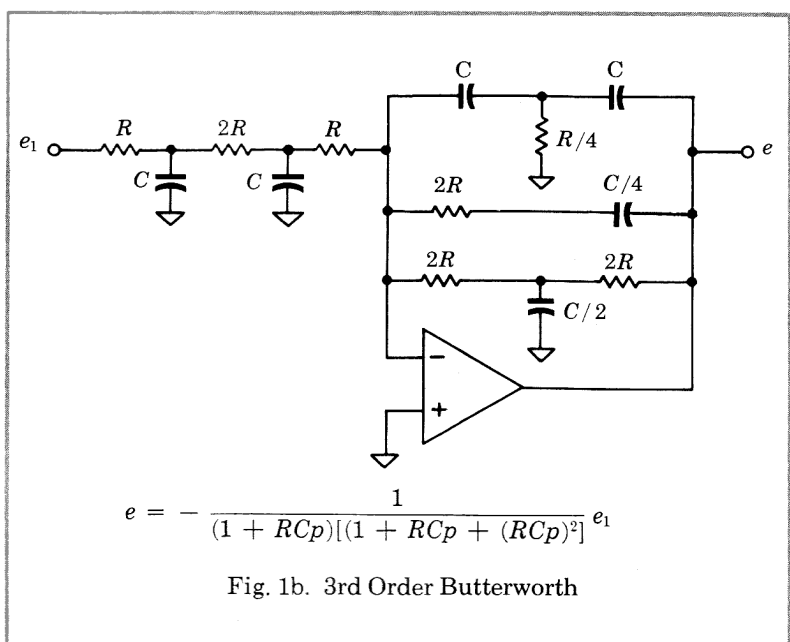 C C
R 2R R
e₁ R/4 e
C C
2R C/4
2R 2R
C/2
−
+
e = − 1 / (1 + RCp)[(1 + RCp + (RCp)²] e₁
Fig. 1b. 3rd Order Butterworth